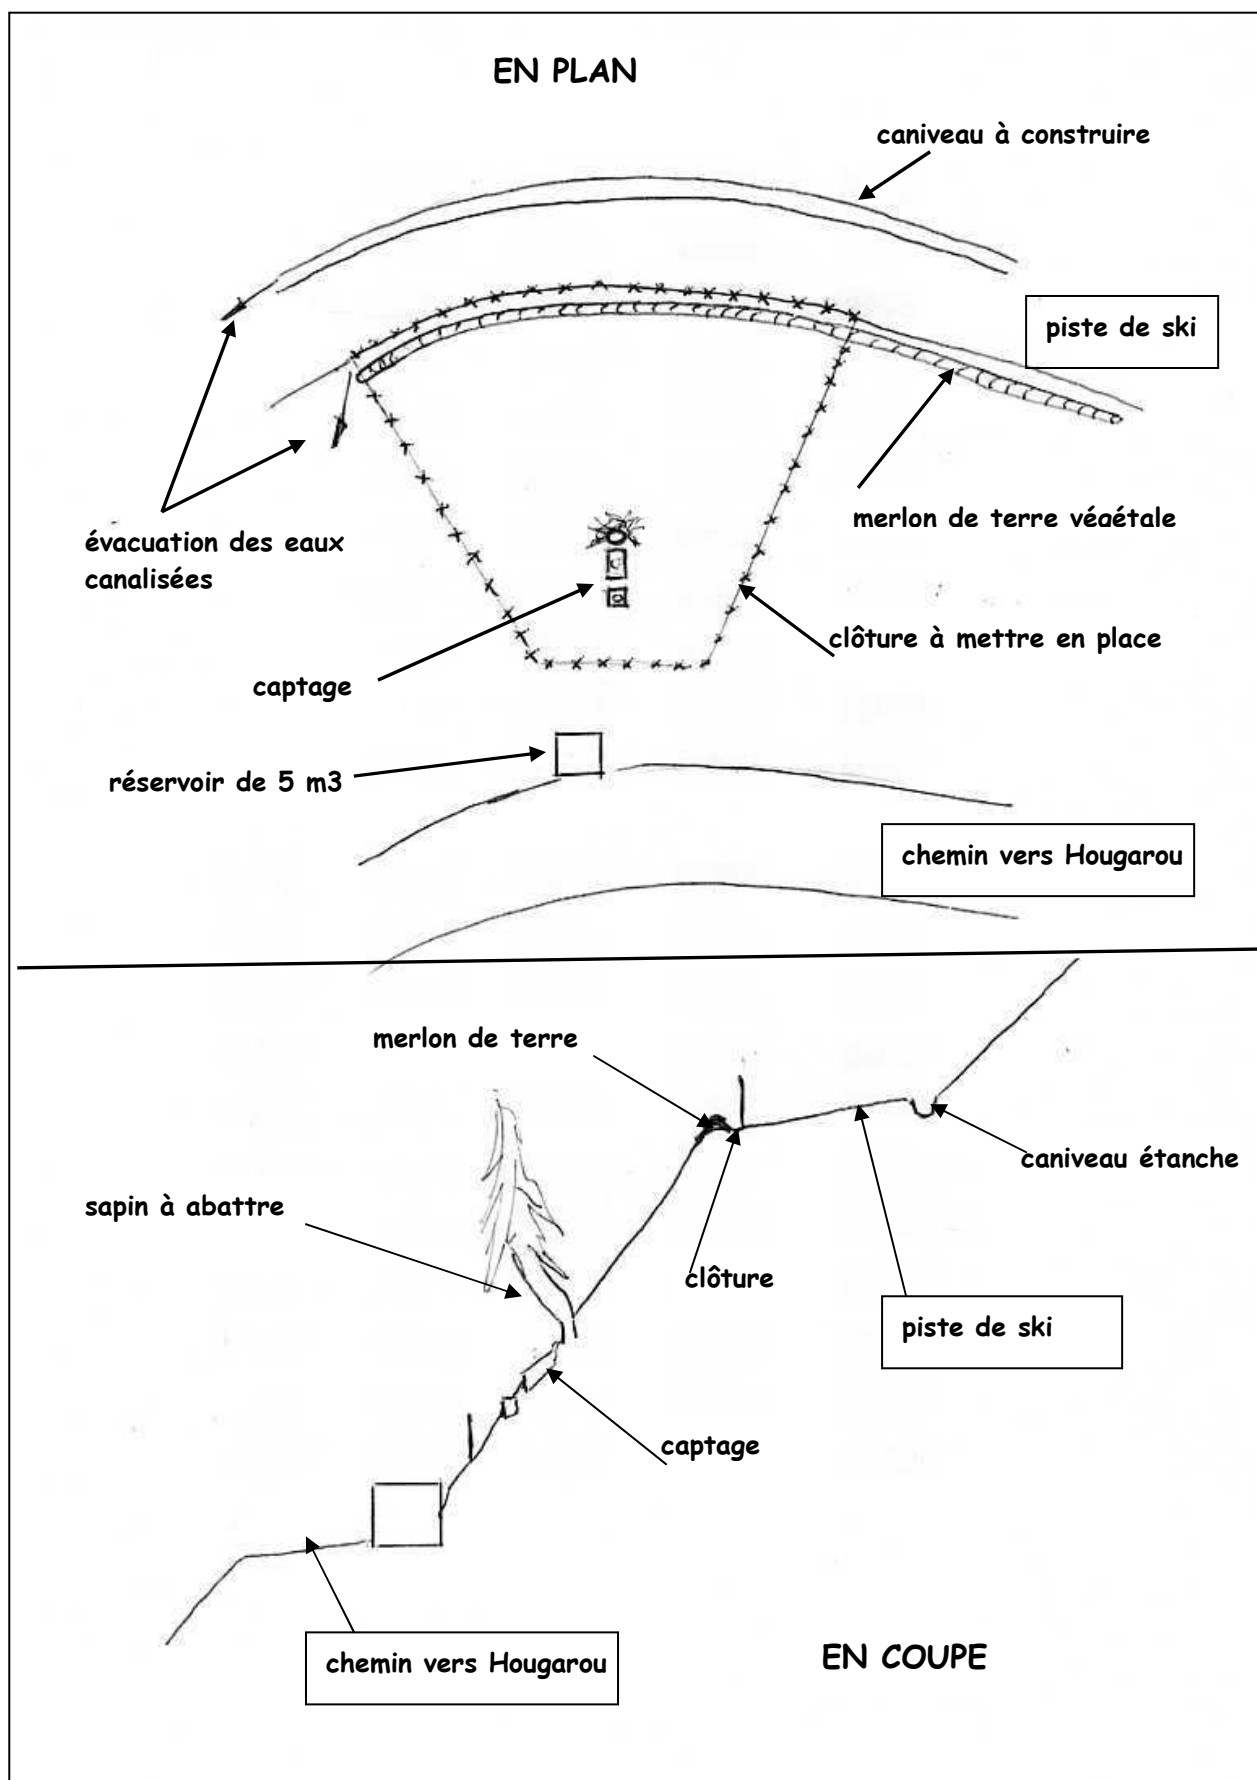 EN PLAN
caniveau à construire
piste de ski
merlon de terre végétale
évacuation des eaux
canalisées
clôture à mettre en place
captage
réservoir de 5 m3
chemin vers Hougarou
merlon de terre
caniveau étanche
sapin à abattre
clôture
piste de ski
captage
chemin vers Hougarou
EN COUPE